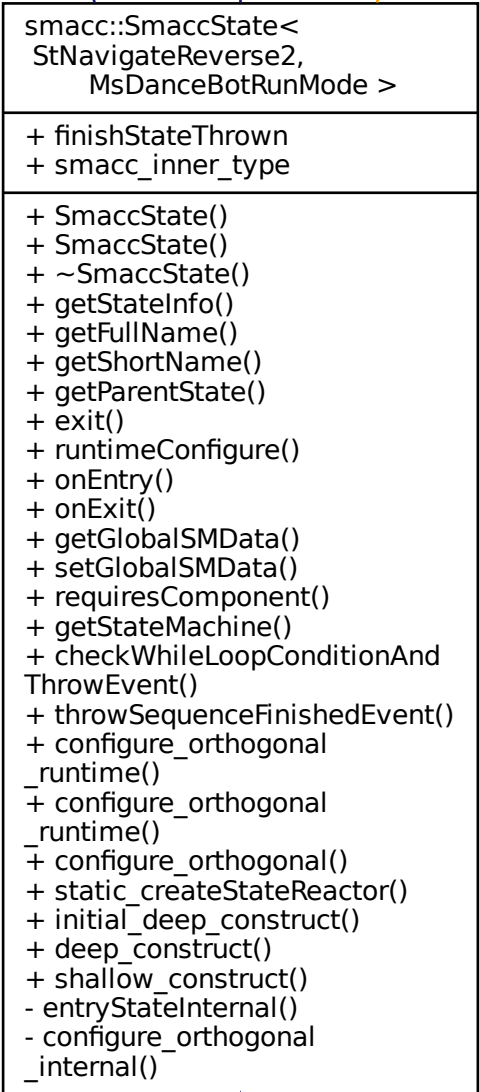 smacc::SmaccState<
StNavigateReverse2,
MsDanceBotRunMode >
+ finishStateThrown
+ smacc_inner_type
+ SmaccState()
+ SmaccState()
+ ~SmaccState()
+ getStateInfo()
+ getFullName()
+ getShortName()
+ getParentState()
+ exit()
+ runtimeConfigure()
+ onEntry()
+ onExit()
+ getGlobalSMData()
+ setGlobalSMData()
+ requiresComponent()
+ getStateMachine()
+ checkWhileLoopConditionAnd
ThrowEvent()
+ throwSequenceFinishedEvent()
+ configure_orthogonal
_runtime()
+ configure_orthogonal
_runtime()
+ configure_orthogonal()
+ static_createStateReactor()
+ initial_deep_construct()
+ deep_construct()
+ shallow_construct()
- entryStateInternal()
- configure_orthogonal
_internal()